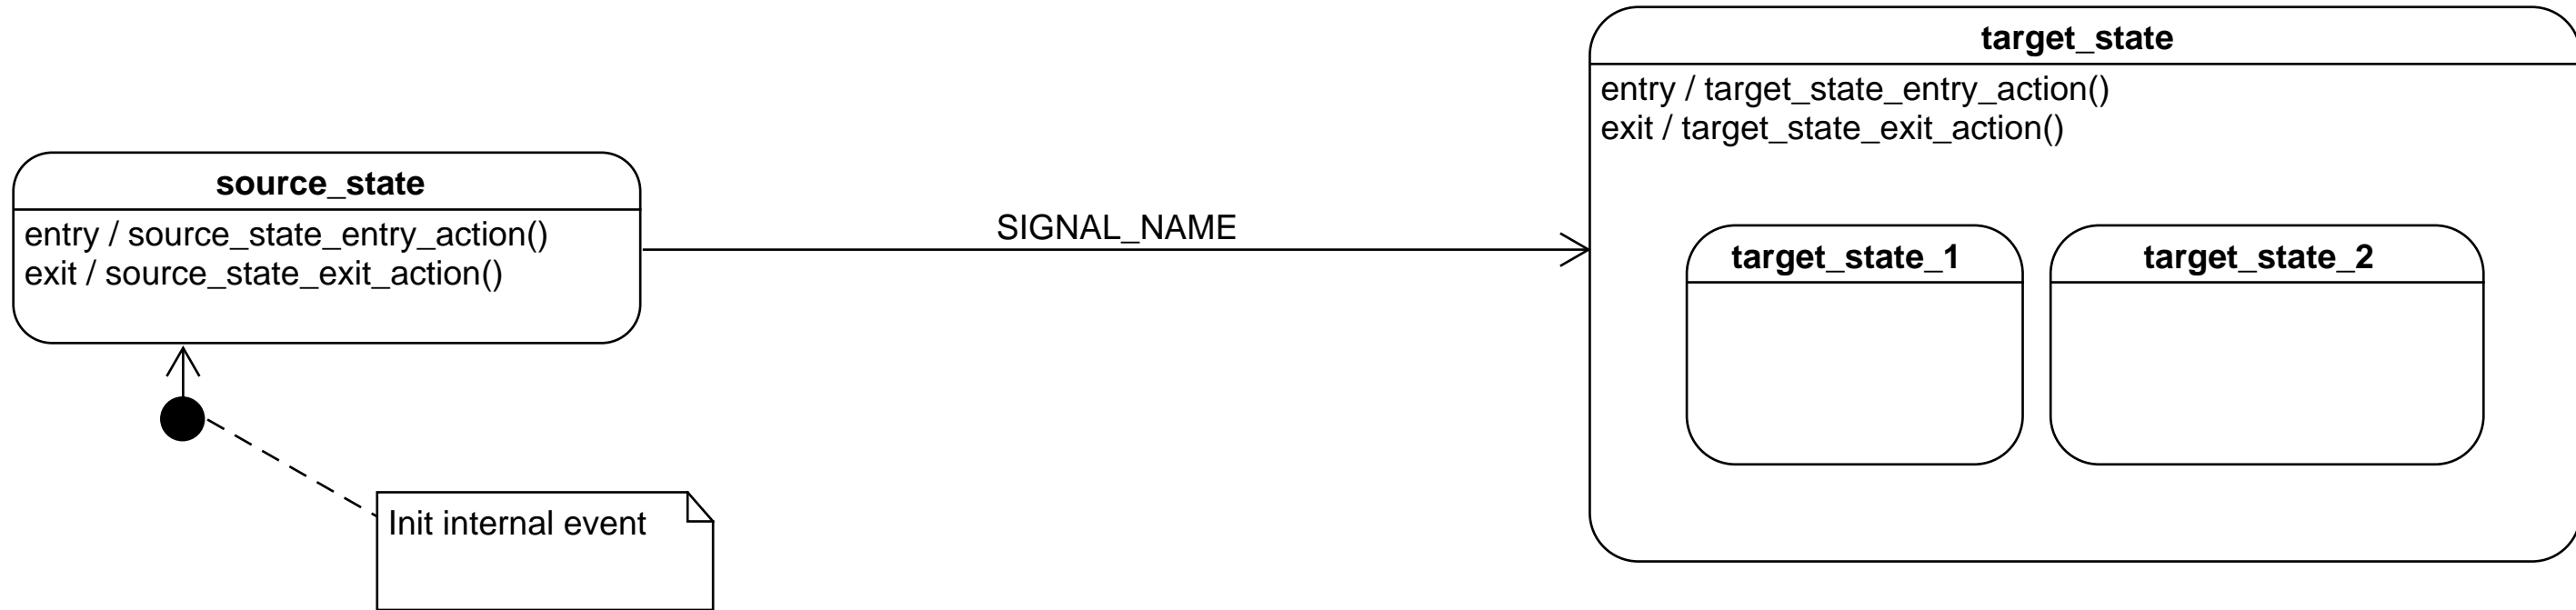 target_state
entry / target_state_entry_action()
exit / target_state_exit_action()
source_state
entry / source_state_entry_action()
exit / source_state_exit_action()
SIGNAL_NAME
target_state_1
target_state_2
Init internal event